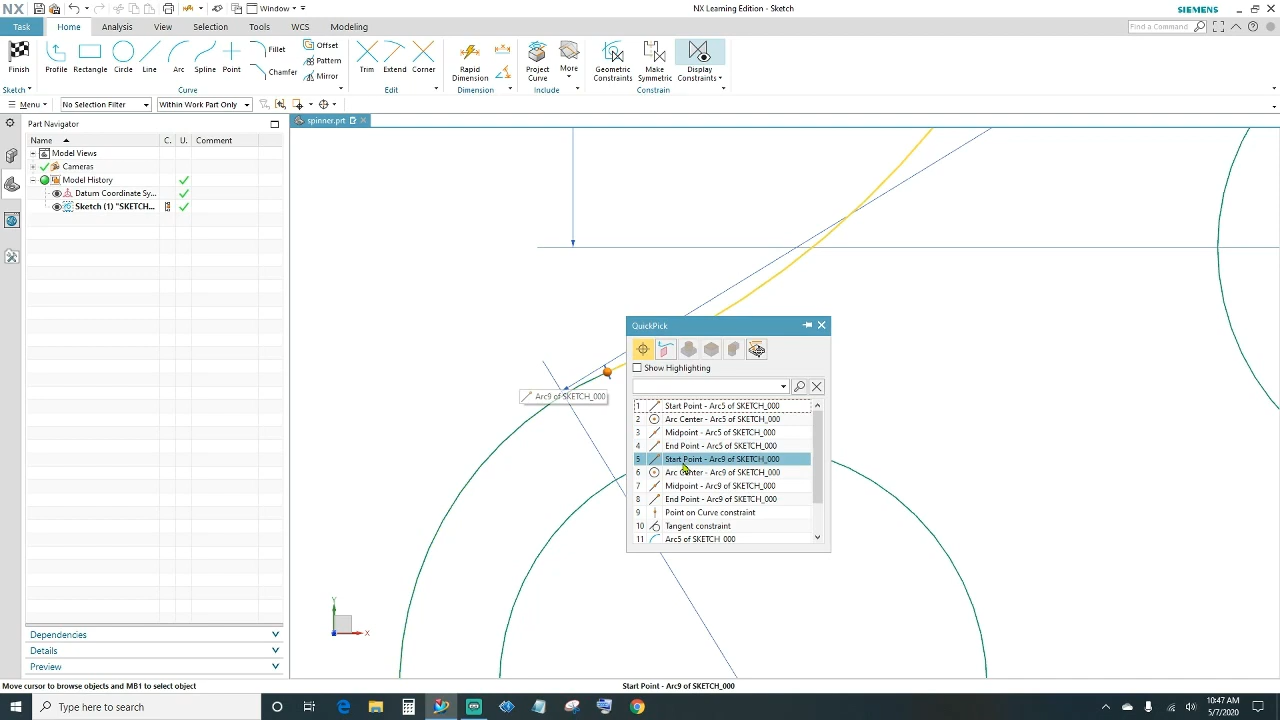 NX
Window
NX Learning Edition - Sketch
SIEMENS
Task
Home
Analysis
View
Selection
Tools
WCS
Modeling
Find a Command
Finish
Profile
Rectangle
Circle
Line
Arc
Spline
Point
Fillet
Chamfer
Offset
Pattern
Mirror
Trim
Extend
Corner
Rapid
Dimension
Project
Curve
More
Geometric
Constraints
Make
Symmetric
Display
Constraints
Sketch
Curve
Edit
Dimension
Include
Constrain
Menu
No Selection Filter
Within Work Part Only
Part Navigator
spinner.prt
Name
C.
U.
Comment
Model Views
Cameras
Model History
Datum Coordinate Sy...
Sketch (1) "SKETCH...
QuickPick
Show Highlighting
Arc9 of SKETCH_000
1 Start Point - Arc5 of SKETCH_000
2 Arc Center - Arc5 of SKETCH_000
3 Midpoint - Arc5 of SKETCH_000
4 End Point - Arc5 of SKETCH_000
5 Start Point - Arc9 of SKETCH_000
6 Arc Center - Arc9 of SKETCH_000
7 Midpoint - Arc9 of SKETCH_000
8 End Point - Arc9 of SKETCH_000
9 Point on Curve constraint
10 Tangent constraint
11 Arc5 of SKETCH_000
Y
X
Dependencies
Details
Preview
Move cursor to browse objects and MB1 to select object
Start Point - Arc9 of SKETCH_000
Type here to search
10:47 AM
5/7/2020